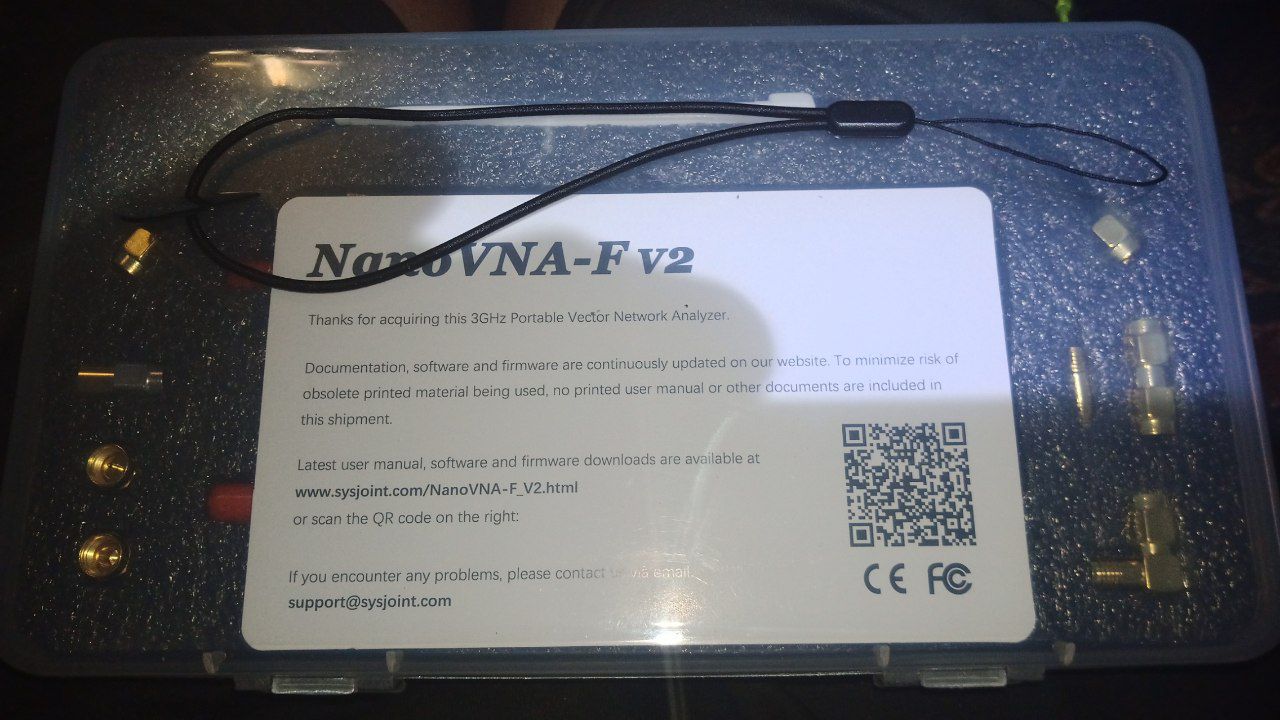 NanoVNA-F v2
Thanks for acquiring this 3GHz Portable Vector Network Analyzer.
Documentation, software and firmware are continuously updated on our website. To minimize risk of
obsolete printed material being used, no printed user manual or other documents are included in
this shipment.
Latest user manual, software and firmware downloads are available at
www.sysjoint.com/NanoVNA-F_V2.html
or scan the QR code on the right:
If you encounter any problems, please contact us via email:
support@sysjoint.com
CE FC